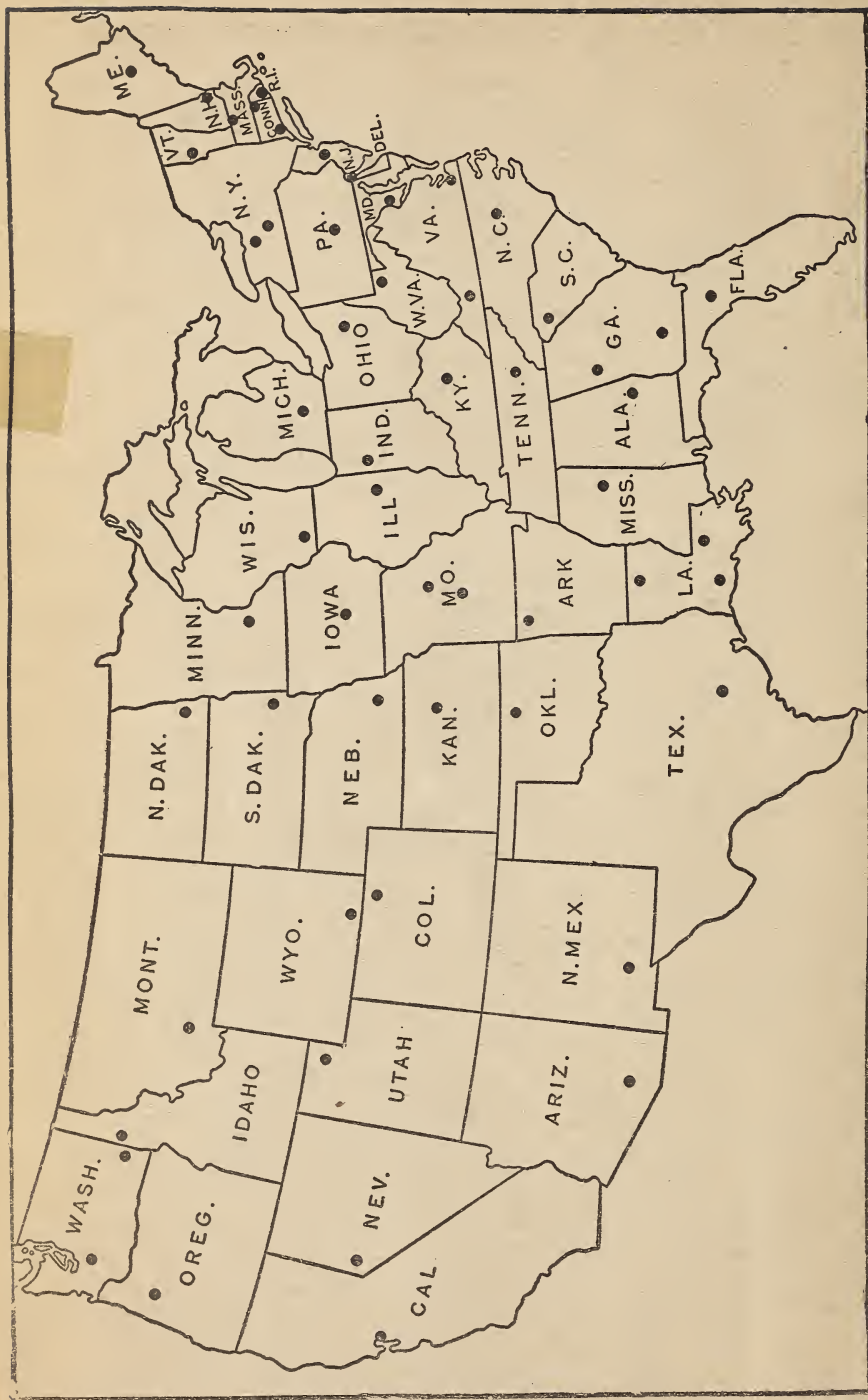 WASH.
OREG.
CAL
NEV.
IDAHO
MONT.
WYO.
UTAH
COL.
ARIZ.
N.MEX
N.DAK.
S.DAK.
NEB.
KAN.
OKL.
TEX.
MINN.
IOWA
MO.
ARK
LA.
WIS.
ILL
MICH.
IND.
OHIO
KY.
TENN.
MISS.
ALA.
GA.
FLA.
S.C.
N.C.
VA.
W.VA.
MD.
DEL.
N.J.
PA.
N.Y.
VT.
N.H.
MASS.
CONN.
R.I.
ME.